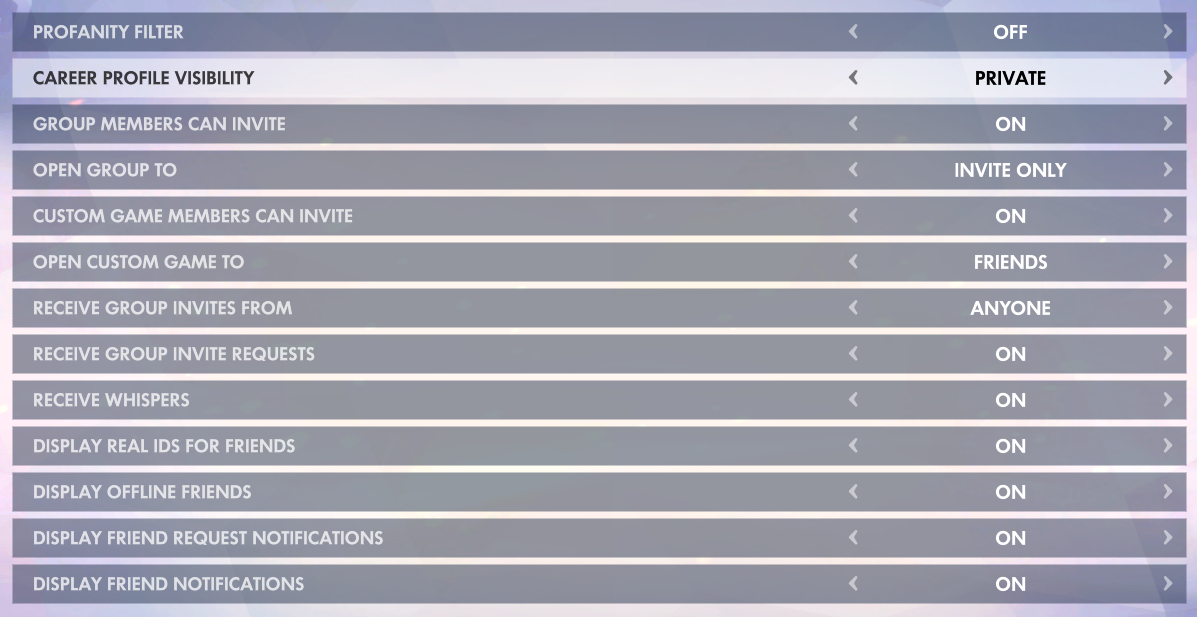 PROFANITY FILTER OFF
CAREER PROFILE VISIBILITY PRIVATE
GROUP MEMBERS CAN INVITE ON
OPEN GROUP TO INVITE ONLY
CUSTOM GAME MEMBERS CAN INVITE ON
OPEN CUSTOM GAME TO FRIENDS
RECEIVE GROUP INVITES FROM ANYONE
RECEIVE GROUP INVITE REQUESTS ON
RECEIVE WHISPERS ON
DISPLAY REAL IDS FOR FRIENDS ON
DISPLAY OFFLINE FRIENDS ON
DISPLAY FRIEND REQUEST NOTIFICATIONS ON
DISPLAY FRIEND NOTIFICATIONS ON